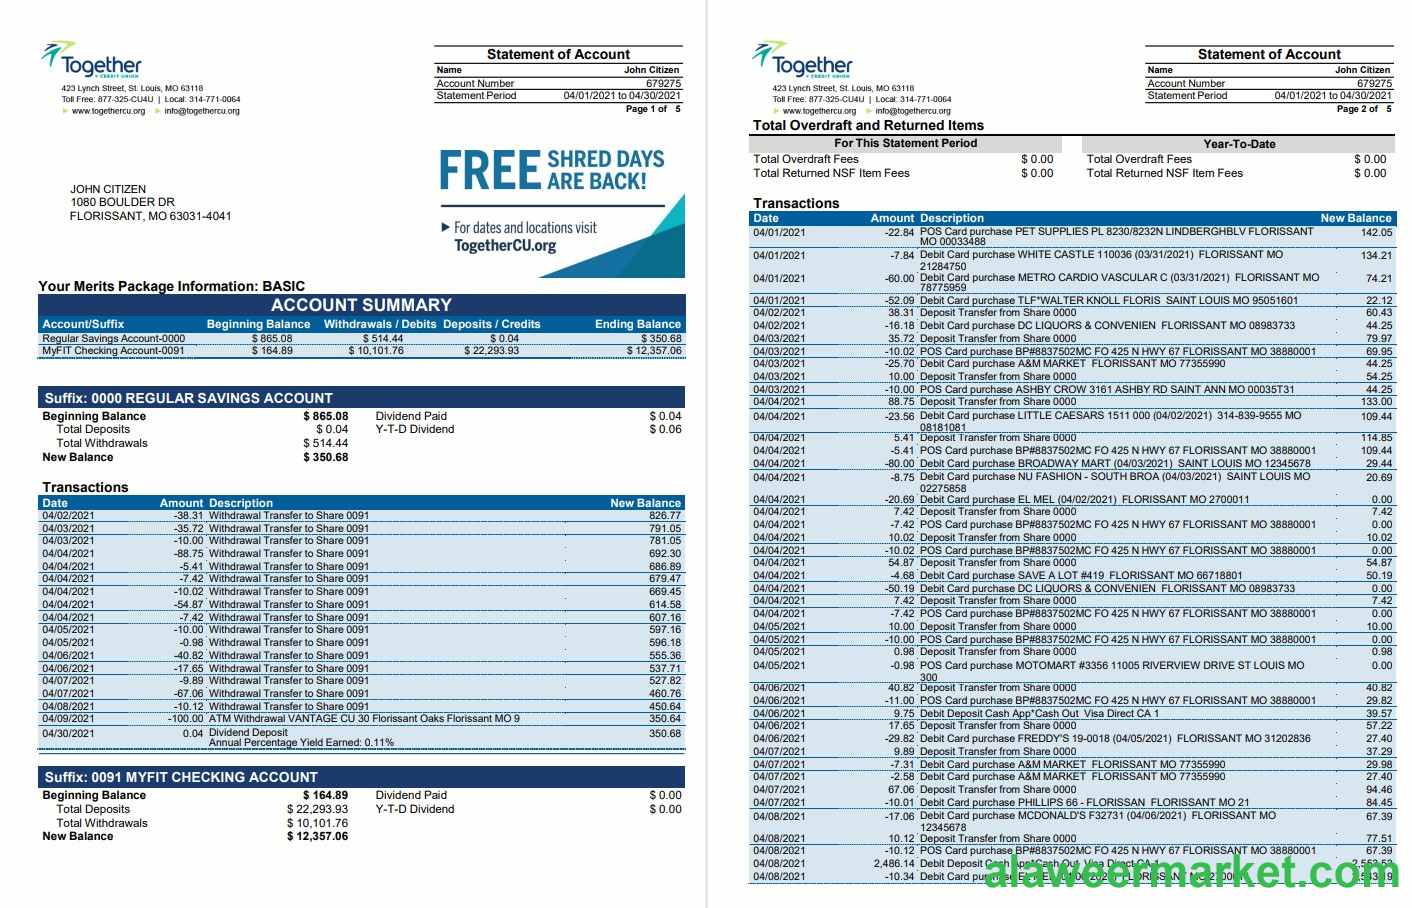 Together
CREDIT UNION
423 Lynch Street, St. Louis, MO 63118
Toll Free: 877-325-CU4U | Local: 314-771-0064
www.togethercu.org info@togethercu.org
Statement of Account
Name John Citizen
Account Number 679275
Statement Period 04/01/2021 to 04/30/2021
Page 1 of 5
JOHN CITIZEN
1080 BOULDER DR
FLORISSANT, MO 63031-4041
FREE SHRED DAYS
ARE BACK!
For dates and locations visit
TogetherCU.org
Your Merits Package Information: BASIC
ACCOUNT SUMMARY
Account/Suffix Beginning Balance Withdrawals / Debits Deposits / Credits Ending Balance
Regular Savings Account-0000 $ 865.08 $ 514.44 $ 0.04 $ 350.68
MyFIT Checking Account-0091 $ 164.89 $ 10,101.76 $ 22,293.93 $ 12,357.06
Suffix: 0000 REGULAR SAVINGS ACCOUNT
Beginning Balance $ 865.08 Dividend Paid $ 0.04
Total Deposits $ 0.04 Y-T-D Dividend $ 0.06
Total Withdrawals $ 514.44
New Balance $ 350.68
Transactions
Date Amount Description New Balance
04/02/2021 -38.31 Withdrawal Transfer to Share 0091 826.77
04/03/2021 -35.72 Withdrawal Transfer to Share 0091 791.05
04/03/2021 -10.00 Withdrawal Transfer to Share 0091 781.05
04/04/2021 -88.75 Withdrawal Transfer to Share 0091 692.30
04/04/2021 -5.41 Withdrawal Transfer to Share 0091 686.89
04/04/2021 -7.42 Withdrawal Transfer to Share 0091 679.47
04/04/2021 -10.02 Withdrawal Transfer to Share 0091 669.45
04/04/2021 -54.87 Withdrawal Transfer to Share 0091 614.58
04/04/2021 -7.42 Withdrawal Transfer to Share 0091 607.16
04/05/2021 -10.00 Withdrawal Transfer to Share 0091 597.16
04/05/2021 -0.98 Withdrawal Transfer to Share 0091 596.18
04/06/2021 -40.82 Withdrawal Transfer to Share 0091 555.36
04/06/2021 -17.65 Withdrawal Transfer to Share 0091 537.71
04/07/2021 -9.89 Withdrawal Transfer to Share 0091 527.82
04/07/2021 -67.06 Withdrawal Transfer to Share 0091 460.76
04/08/2021 -10.12 Withdrawal Transfer to Share 0091 450.64
04/09/2021 -100.00 ATM Withdrawal VANTAGE CU 30 Florissant Oaks Florissant MO 9 350.64
04/30/2021 0.04 Dividend Deposit 350.68
Annual Percentage Yield Earned: 0.11%
Suffix: 0091 MYFIT CHECKING ACCOUNT
Beginning Balance $ 164.89 Dividend Paid $ 0.00
Total Deposits $ 22,293.93 Y-T-D Dividend $ 0.00
Total Withdrawals $ 10,101.76
New Balance $ 12,357.06
Together
CREDIT UNION
423 Lynch Street, St. Louis, MO 63118
Toll Free: 877-325-CU4U | Local: 314-771-0064
www.togethercu.org info@togethercu.org
Statement of Account
Name John Citizen
Account Number 679275
Statement Period 04/01/2021 to 04/30/2021
Page 2 of 5
Total Overdraft and Returned Items
For This Statement Period Year-To-Date
Total Overdraft Fees $ 0.00 Total Overdraft Fees $ 0.00
Total Returned NSF Item Fees $ 0.00 Total Returned NSF Item Fees $ 0.00
Transactions
Date Amount Description New Balance
04/01/2021 -22.84 POS Card purchase PET SUPPLIES PL 8230/8232N LINDBERGHBLV FLORISSANT 142.05
MO 00033488
04/01/2021 -7.84 Debit Card purchase WHITE CASTLE 110036 (03/31/2021) FLORISSANT MO 134.21
21284750
04/01/2021 -60.00 Debit Card purchase METRO CARDIO VASCULAR C (03/31/2021) FLORISSANT MO 74.21
78775959
04/01/2021 -52.09 Debit Card purchase TLF*WALTER KNOLL FLORIS SAINT LOUIS MO 95051601 22.12
04/02/2021 38.31 Deposit Transfer from Share 0000 60.43
04/02/2021 -16.18 Debit Card purchase DC LIQUORS & CONVENIEN FLORISSANT MO 08983733 44.25
04/03/2021 35.72 Deposit Transfer from Share 0000 79.97
04/03/2021 -10.02 POS Card purchase BP#8837502MC FO 425 N HWY 67 FLORISSANT MO 38880001 69.95
04/03/2021 -25.70 Debit Card purchase A&M MARKET FLORISSANT MO 77355990 44.25
04/03/2021 10.00 Deposit Transfer from Share 0000 54.25
04/03/2021 -10.00 POS Card purchase ASHBY CROW 3161 ASHBY RD SAINT ANN MO 00035T31 44.25
04/04/2021 88.75 Deposit Transfer from Share 0000 133.00
04/04/2021 -23.56 Debit Card purchase LITTLE CAESARS 1511 000 (04/02/2021) 314-839-9555 MO 109.44
08181081
04/04/2021 5.41 Deposit Transfer from Share 0000 114.85
04/04/2021 -5.41 POS Card purchase BP#8837502MC FO 425 N HWY 67 FLORISSANT MO 38880001 109.44
04/04/2021 -80.00 Debit Card purchase BROADWAY MART (04/03/2021) SAINT LOUIS MO 12345678 29.44
04/04/2021 -8.75 Debit Card purchase NU FASHION - SOUTH BROA (04/03/2021) SAINT LOUIS MO 20.69
02275858
04/04/2021 -20.69 Debit Card purchase EL MEL (04/02/2021) FLORISSANT MO 2700011 0.00
04/04/2021 7.42 Deposit Transfer from Share 0000 7.42
04/04/2021 -7.42 POS Card purchase BP#8837502MC FO 425 N HWY 67 FLORISSANT MO 38880001 0.00
04/04/2021 10.02 Deposit Transfer from Share 0000 10.02
04/04/2021 -10.02 POS Card purchase BP#8837502MC FO 425 N HWY 67 FLORISSANT MO 38880001 0.00
04/04/2021 54.87 Deposit Transfer from Share 0000 54.87
04/04/2021 -4.68 Debit Card purchase SAVE A LOT #419 FLORISSANT MO 66718801 50.19
04/04/2021 -50.19 Debit Card purchase DC LIQUORS & CONVENIEN FLORISSANT MO 08983733 0.00
04/04/2021 7.42 Deposit Transfer from Share 0000 7.42
04/04/2021 -7.42 POS Card purchase BP#8837502MC FO 425 N HWY 67 FLORISSANT MO 38880001 0.00
04/05/2021 10.00 Deposit Transfer from Share 0000 10.00
04/05/2021 -10.00 POS Card purchase BP#8837502MC FO 425 N HWY 67 FLORISSANT MO 38880001 0.00
04/05/2021 0.98 Deposit Transfer from Share 0000 0.98
04/05/2021 -0.98 POS Card purchase MOTOMART #3356 11005 RIVERVIEW DRIVE ST LOUIS MO 0.00
300
04/06/2021 40.82 Deposit Transfer from Share 0000 40.82
04/06/2021 -11.00 POS Card purchase BP#8837502MC FO 425 N HWY 67 FLORISSANT MO 38880001 29.82
04/06/2021 9.75 Debit Deposit Cash App*Cash Out Visa Direct CA 1 39.57
04/06/2021 17.65 Deposit Transfer from Share 0000 57.22
04/06/2021 -29.82 Debit Card purchase FREDDY'S 19-0018 (04/05/2021) FLORISSANT MO 31202836 27.40
04/07/2021 9.89 Deposit Transfer from Share 0000 37.29
04/07/2021 -7.31 Debit Card purchase A&M MARKET FLORISSANT MO 77355990 29.98
04/07/2021 -2.58 Debit Card purchase A&M MARKET FLORISSANT MO 77355990 27.40
04/07/2021 67.06 Deposit Transfer from Share 0000 94.46
04/07/2021 -10.01 Debit Card purchase PHILLIPS 66 - FLORISSAN FLORISSANT MO 21 84.45
04/08/2021 -17.06 Debit Card purchase MCDONALD'S F32731 (04/06/2021) FLORISSANT MO 67.39
12345678
04/08/2021 10.12 Deposit Transfer from Share 0000 77.51
04/08/2021 -10.12 POS Card purchase BP#8837502MC FO 425 N HWY 67 FLORISSANT MO 38880001 67.39
04/08/2021 2,486.14 Debit Deposit Cash App*Cash Out Visa Direct CA 1 2,553.53
04/08/2021 -10.34 Debit Card
alaweermarket.com